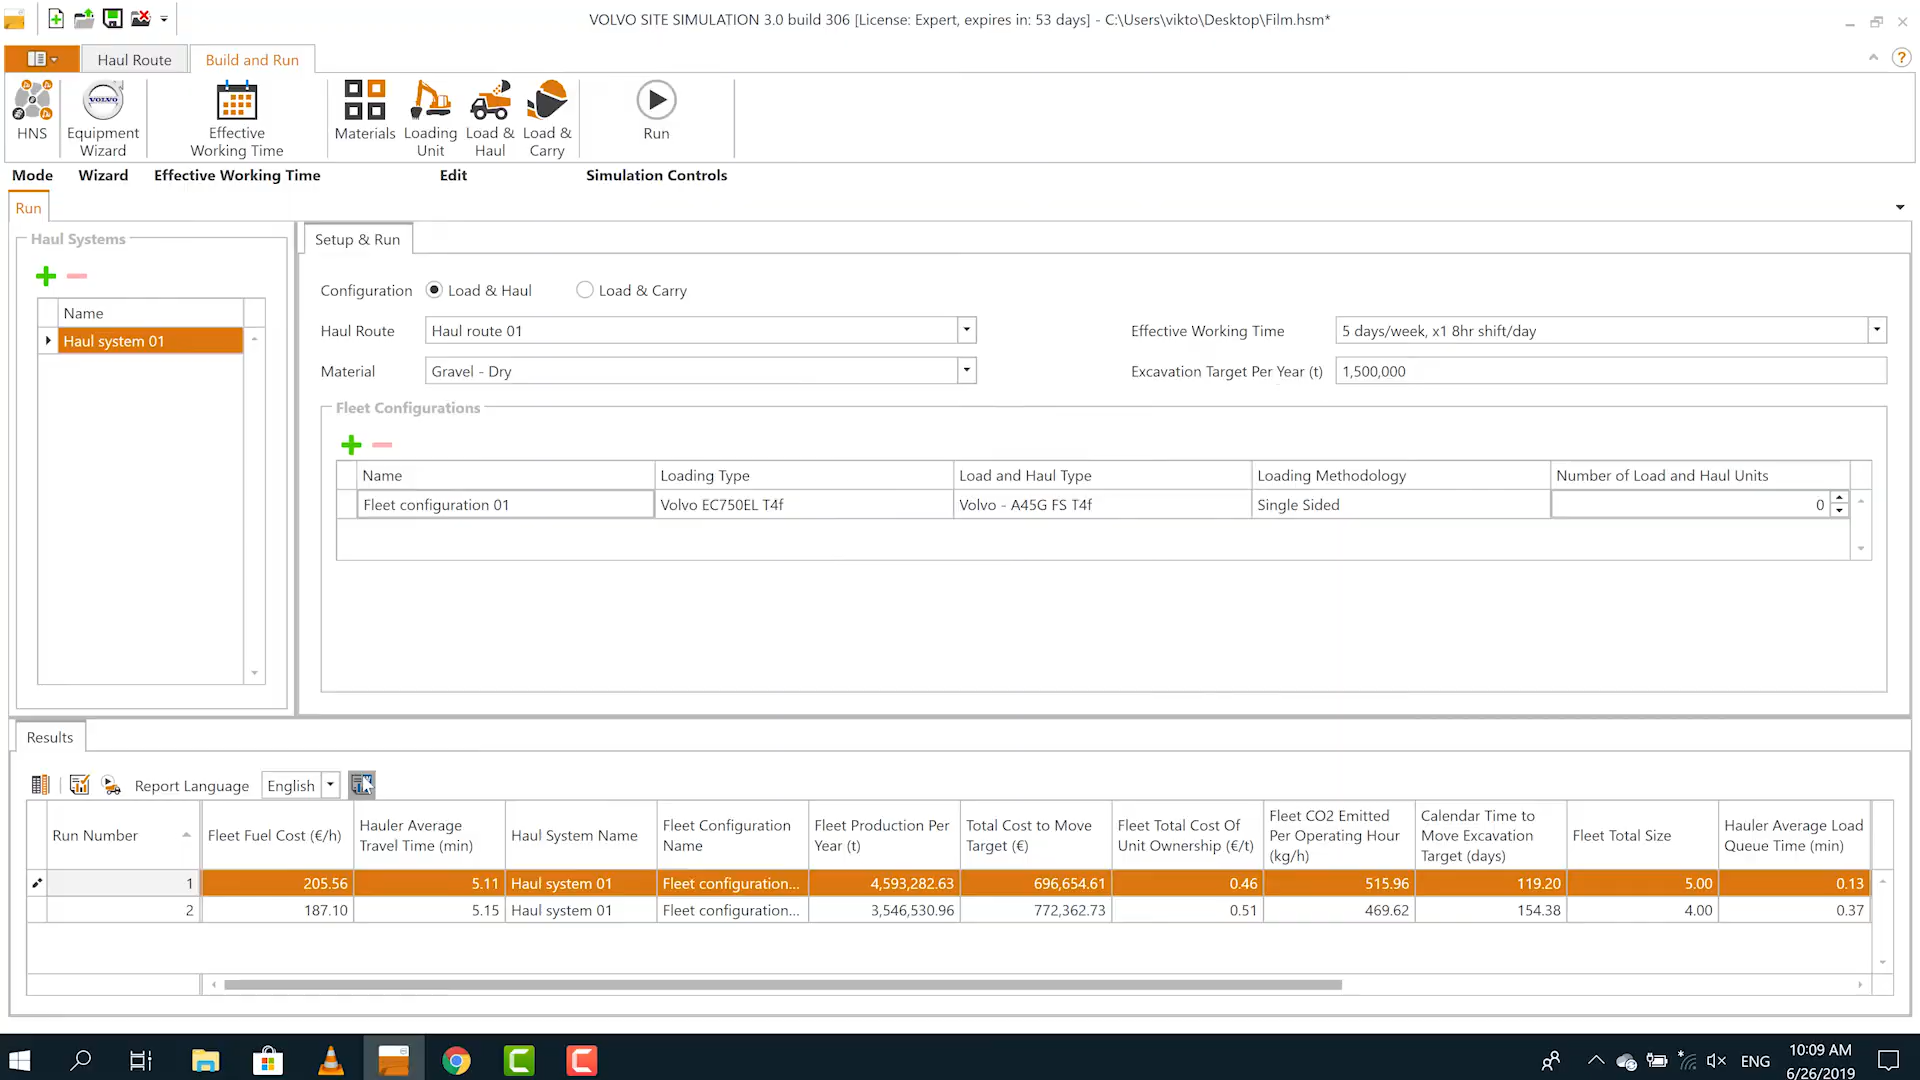 VOLVO SITE SIMULATION 3.0 build 306 [License: Expert, expires in: 53 days] - C:\Users\vikto\Desktop\Film.hsm*
Haul Route
Build and Run
HNS
VOLVO
Equipment Wizard
Effective Working Time
Materials
Loading Unit
Load & Haul
Load & Carry
Run
Mode
Wizard
Effective Working Time
Edit
Simulation Controls
Run
Haul Systems
Name
Haul system 01
Setup & Run
Configuration Load & Haul Load & Carry
Haul Route Haul route 01 Effective Working Time 5 days/week, x1 8hr shift/day
Material Gravel - Dry Excavation Target Per Year (t) 1,500,000
Fleet Configurations
Name Loading Type Load and Haul Type Loading Methodology Number of Load and Haul Units
Fleet configuration 01 Volvo EC750EL T4f Volvo - A45G FS T4f Single Sided 0
Results
Report Language English
Run Number Fleet Fuel Cost (€/h) Hauler Average Travel Time (min) Haul System Name Fleet Configuration Name Fleet Production Per Year (t) Total Cost to Move Target (€) Fleet Total Cost Of Unit Ownership (€/t) Fleet CO2 Emitted Per Operating Hour (kg/h) Calendar Time to Move Excavation Target (days) Fleet Total Size Hauler Average Load Queue Time (min)
1 205.56 5.11 Haul system 01 Fleet configuration... 4,593,282.63 696,654.61 0.46 515.96 119.20 5.00 0.13
2 187.10 5.15 Haul system 01 Fleet configuration... 3,546,530.96 772,362.73 0.51 469.62 154.38 4.00 0.37
ENG
10:09 AM
6/26/2019